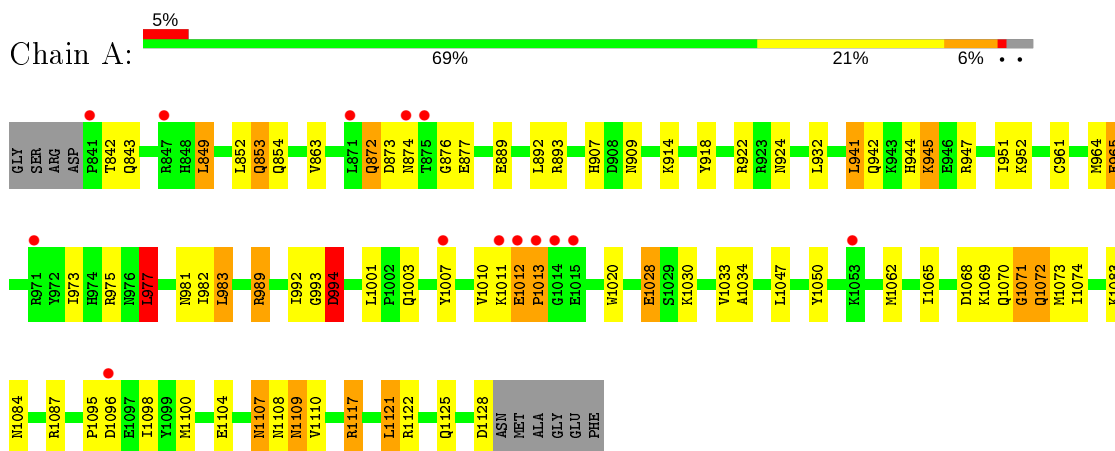 5%
Chain A:
69% 21% 6% • •
GLY SER ARG ASP P841 T842 Q843 R847 H848 L849 L852 Q853 Q854 V863 L871 Q872 D873 N874 T875 G876 E877 E889 L892 R893 H907 D908 N909 K914 Y918 R922 R923 N924 L932 L941 Q942 K943 H944 K945 E946 R947 I951 K952 C961 M964
R971 Y972 I973 H974 R975 N976 L977 N981 I982 L983 R989 I992 G993 D994 L1001 P1002 Q1003 Y1007 V1010 K1011 E1012 P1013 G1014 E1015 W1020 E1028 S1029 K1030 V1033 A1034 L1047 Y1050 K1053 M1062 I1065 D1068 K1069 Q1070 G1071 Q1072 M1073 I1074 K1083
N1084 R1087 P1095 D1096 E1097 I1098 Y1099 M1100 E1104 N1107 N1108 N1109 V1110 R1117 L1121 R1122 Q1125 D1128 ASN MET ALA GLY GLU PHE